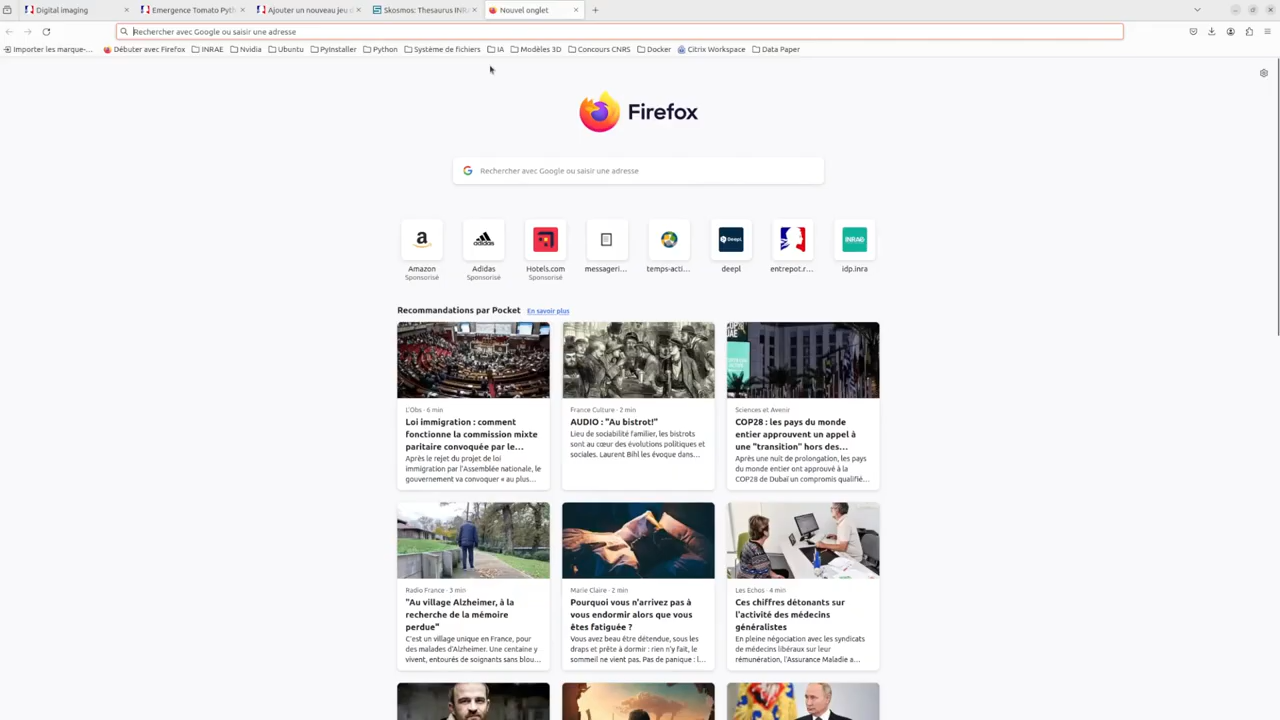 Digital imaging
Emergence Tomato Pyth
Ajouter un nouveau jeu d
Skosmos: Thesaurus INRA
Nouvel onglet
Rechercher avec Google ou saisir une adresse
Importer les marque-…
Débuter avec Firefox
INRAE
Nvidia
Ubuntu
PyInstaller
Python
Système de fichiers
IA
Modèles 3D
Concours CNRS
Docker
Citrix Workspace
Data Paper
Firefox
Rechercher avec Google ou saisir une adresse
a
adidas
DeepL
INRAE
Amazon
Sponsorisé
Adidas
Sponsorisé
Hotels.com
Sponsorisé
messageri…
temps-acti…
deepl
entrepot.r…
idp.inra
Recommandations par Pocket
En savoir plus
L'Obs · 6 min
Loi immigration : comment
fonctionne la commission mixte
paritaire convoquée par le…
Après le rejet du projet de loi
immigration par l'Assemblée nationale, le
gouvernement va convoquer « au plus…
France Culture · 2 min
AUDIO : "Au bistrot!"
Lieu de sociabilité familier, les bistrots
sont au cœur des évolutions politiques et
sociales. Laurent Bihl les évoque dans…
Sciences et Avenir
COP28 : les pays du monde
entier approuvent un appel à
une "transition" hors des…
Après une nuit de prolongation, les pays
du monde entier ont approuvé à la
COP28 de Dubaï un compromis qualifié…
Radio France · 3 min
"Au village Alzheimer, à la
recherche de la mémoire
perdue"
C'est un village unique en France, pour
des malades d'Alzheimer. Une centaine y
vivent, entourés de soignants sans blou…
Marie Claire · 2 min
Pourquoi vous n'arrivez pas à
vous endormir alors que vous
êtes fatiguée ?
Vous avez beau être détendue, sous les
draps et prête à dormir : rien n'y fait, le
sommeil ne vient pas. Pas de panique : l…
Les Echos · 4 min
Ces chiffres détonants sur
l'activité des médecins
généralistes
En pleine négociation avec les syndicats
de médecins libéraux sur leur
rémunération, l'Assurance Maladie a…